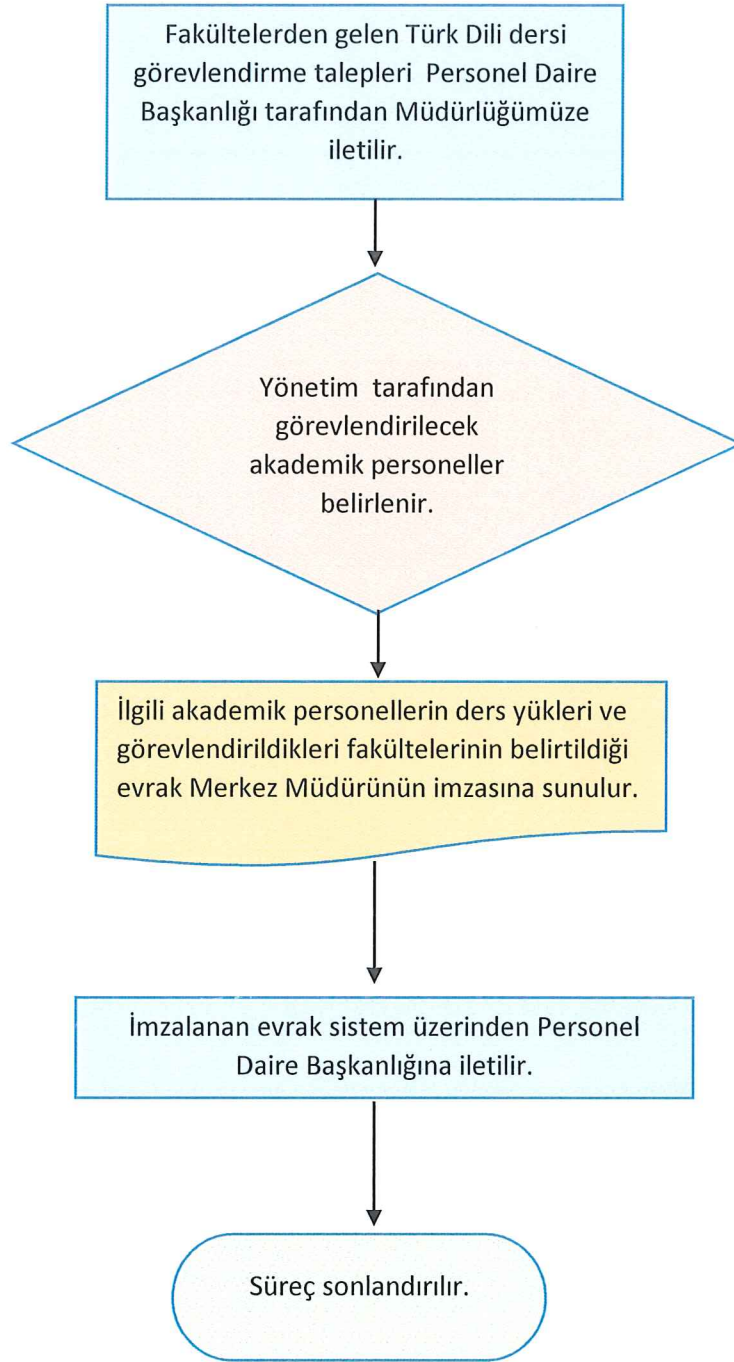 Fakültelerden gelen Türk Dili dersi
görevlendirme talepleri Personel Daire
Başkanlığı tarafından Müdürlüğümüze
iletilir.
Yönetim tarafından
görevlendirilecek
akademik personeller
belirlenir.
İlgili akademik personellerin ders yükleri ve
görevlendirildikleri fakültelerinin belirtildiği
evrak Merkez Müdürünün imzasına sunulur.
İmzalanan evrak sistem üzerinden Personel
Daire Başkanlığına iletilir.
Süreç sonlandırılır.